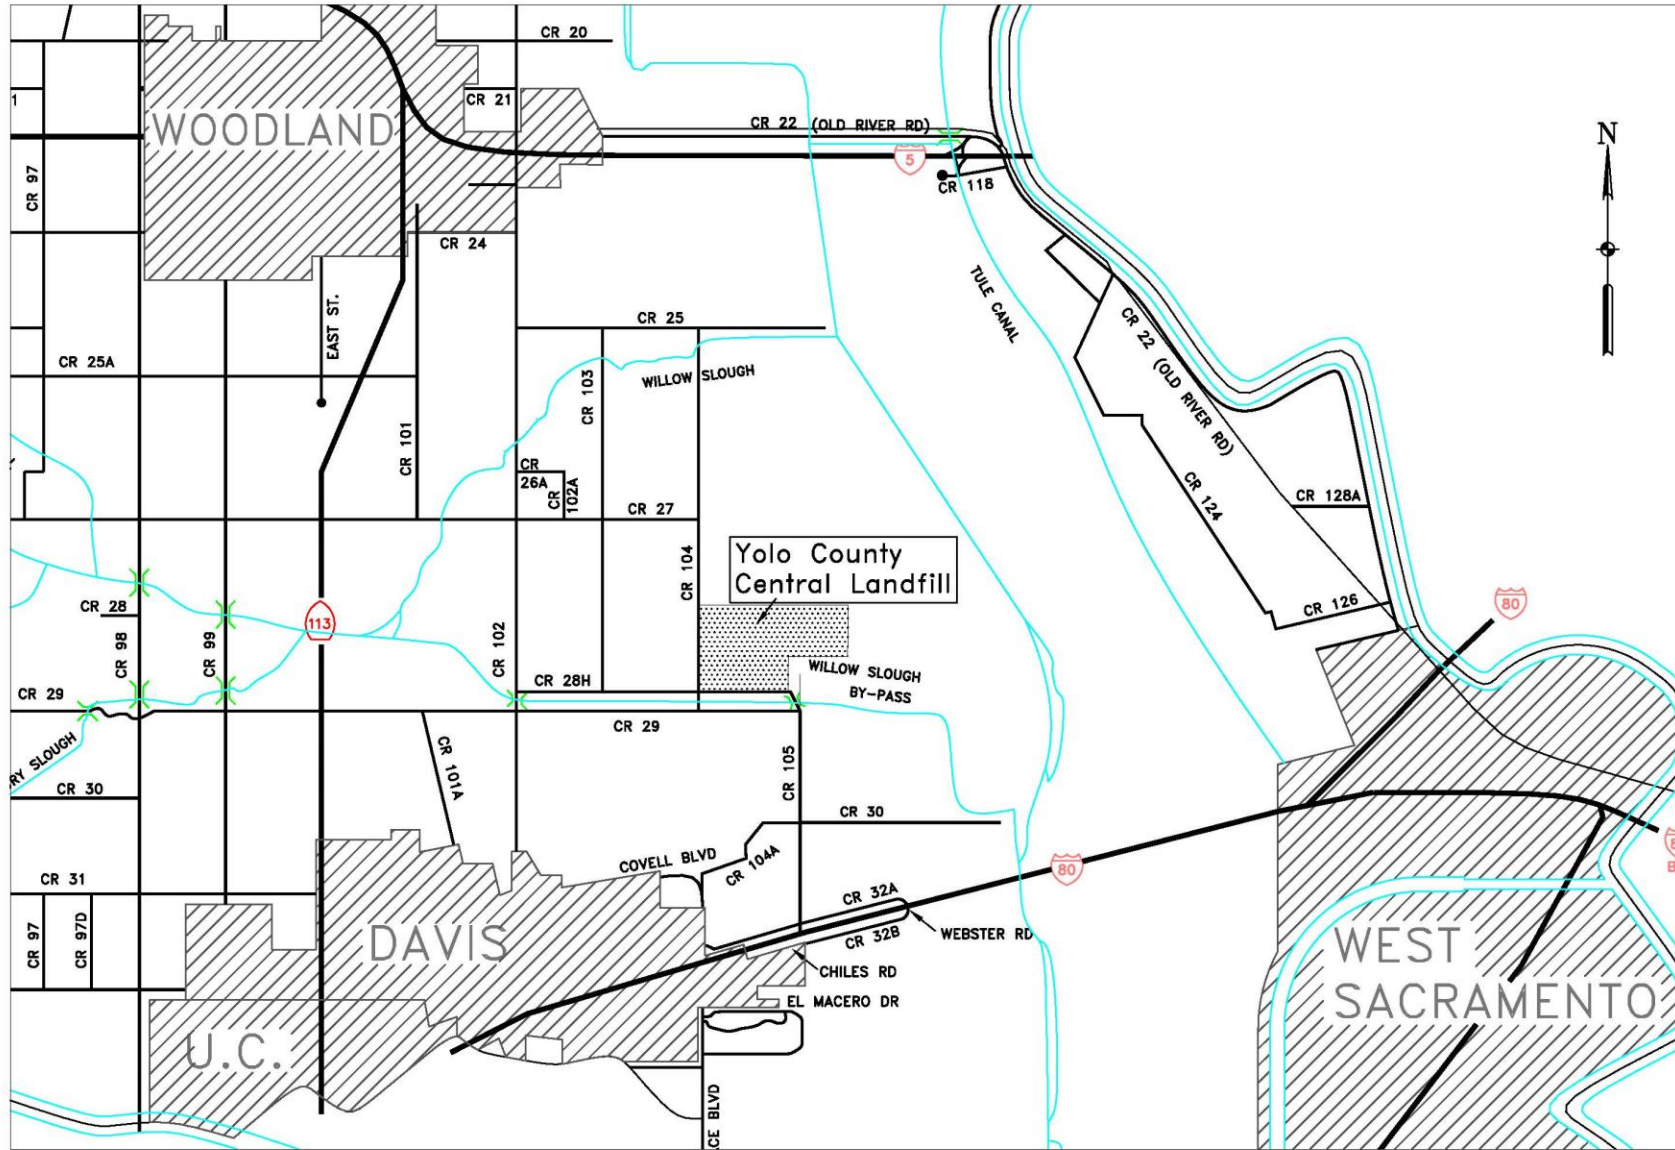 CR 20
1
CR 21
WOODLAND
CR 22 (OLD RIVER RD)
N
5
CR 97
CR 118
CR 24
TULE CANAL
EAST ST.
CR 25
CR 22 (OLD RIVER RD)
CR 25A
WILLOW SLOUGH
CR 103
CR 101
CR
26A
CR
102A
CR 27
CR 124
CR 128A
Yolo County
Central Landfill
CR 104
CR 28
113
CR 126
80
CR 98
CR 99
CR 102
WILLOW SLOUGH
BY-PASS
CR 28H
CR 29
CR 29
RY SLOUGH
CR 101A
CR 105
CR 30
CR 30
COVELL BLVD
CR 104A
80
8
B
CR 31
CR 32A
CR 97
CR 97D
DAVIS
CR 32B
WEBSTER RD
WEST
SACRAMENTO
CHILES RD
EL MACERO DR
U.C.
CE BLVD